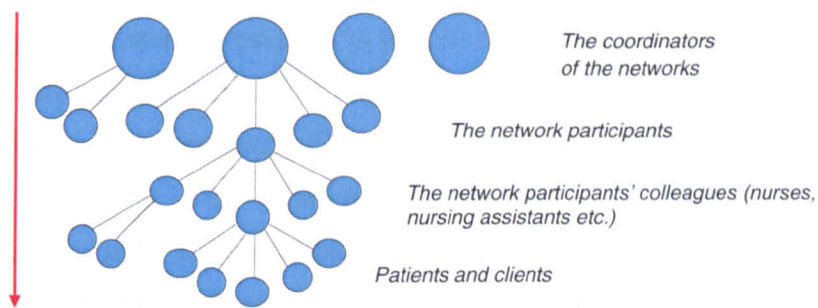 The coordinators
of the networks
The network participants
The network participants' colleagues (nurses,
nursing assistants etc.)
Patients and clients